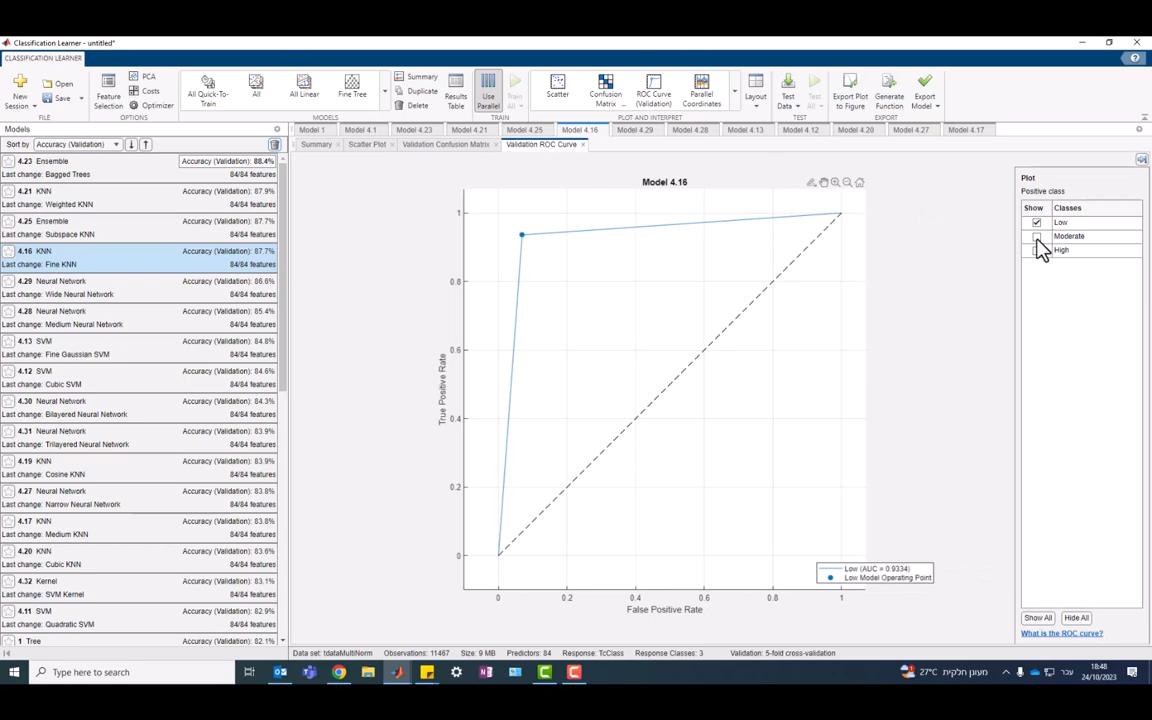 Classification Learner - untitled*
CLASSIFICATION LEARNER
New Session
Open
Save
FILE
Feature Selection
PCA
Costs
Optimizer
OPTIONS
All Quick-To-Train
All
All Linear
Fine Tree
MODELS
Summary
Duplicate
Delete
Results Table
Use Parallel
Train All
TRAIN
Scatter
Confusion Matrix ...
ROC Curve (Validation)
Parallel Coordinates
PLOT AND INTERPRET
Layout
Test Data
Test All
TEST
Export Plot to Figure
Generate Function
Export Model
EXPORT
Models
Sort by Accuracy (Validation)
4.23 Ensemble Accuracy (Validation): 88.4%
Last change: Bagged Trees 84/84 features
4.21 KNN Accuracy (Validation): 87.9%
Last change: Weighted KNN 84/84 features
4.25 Ensemble Accuracy (Validation): 87.7%
Last change: Subspace KNN 84/84 features
4.16 KNN Accuracy (Validation): 87.7%
Last change: Fine KNN 84/84 features
4.29 Neural Network Accuracy (Validation): 86.6%
Last change: Wide Neural Network 84/84 features
4.28 Neural Network Accuracy (Validation): 85.4%
Last change: Medium Neural Network 84/84 features
4.13 SVM Accuracy (Validation): 84.8%
Last change: Fine Gaussian SVM 84/84 features
4.12 SVM Accuracy (Validation): 84.6%
Last change: Cubic SVM 84/84 features
4.30 Neural Network Accuracy (Validation): 84.3%
Last change: Bilayered Neural Network 84/84 features
4.31 Neural Network Accuracy (Validation): 83.9%
Last change: Trilayered Neural Network 84/84 features
4.19 KNN Accuracy (Validation): 83.9%
Last change: Cosine KNN 84/84 features
4.27 Neural Network Accuracy (Validation): 83.8%
Last change: Narrow Neural Network 84/84 features
4.17 KNN Accuracy (Validation): 83.8%
Last change: Medium KNN 84/84 features
4.20 KNN Accuracy (Validation): 83.6%
Last change: Cubic KNN 84/84 features
4.32 Kernel Accuracy (Validation): 83.1%
Last change: SVM Kernel 84/84 features
4.11 SVM Accuracy (Validation): 82.9%
Last change: Quadratic SVM 84/84 features
1 Tree Accuracy (Validation): 82.1%
Model 1 Model 4.1 Model 4.23 Model 4.21 Model 4.25 Model 4.16 Model 4.29 Model 4.28 Model 4.13 Model 4.12 Model 4.20 Model 4.27 Model 4.17
Summary Scatter Plot Validation Confusion Matrix Validation ROC Curve
Model 4.16
1
0.8
0.6
0.4
0.2
0
True Positive Rate
0 0.2 0.4 0.6 0.8 1
False Positive Rate
Low (AUC = 0.9334)
Low Model Operating Point
Plot
Positive class
Show Classes
Low
Moderate
High
Show All Hide All
What is the ROC curve?
Data set: tdataMultiNorm Observations: 11467 Size: 9 MB Predictors: 84 Response: TcClass Response Classes: 3 Validation: 5-fold cross-validation
Type here to search
27°C מעונן חלקית
עבר
18:48
24/10/2023